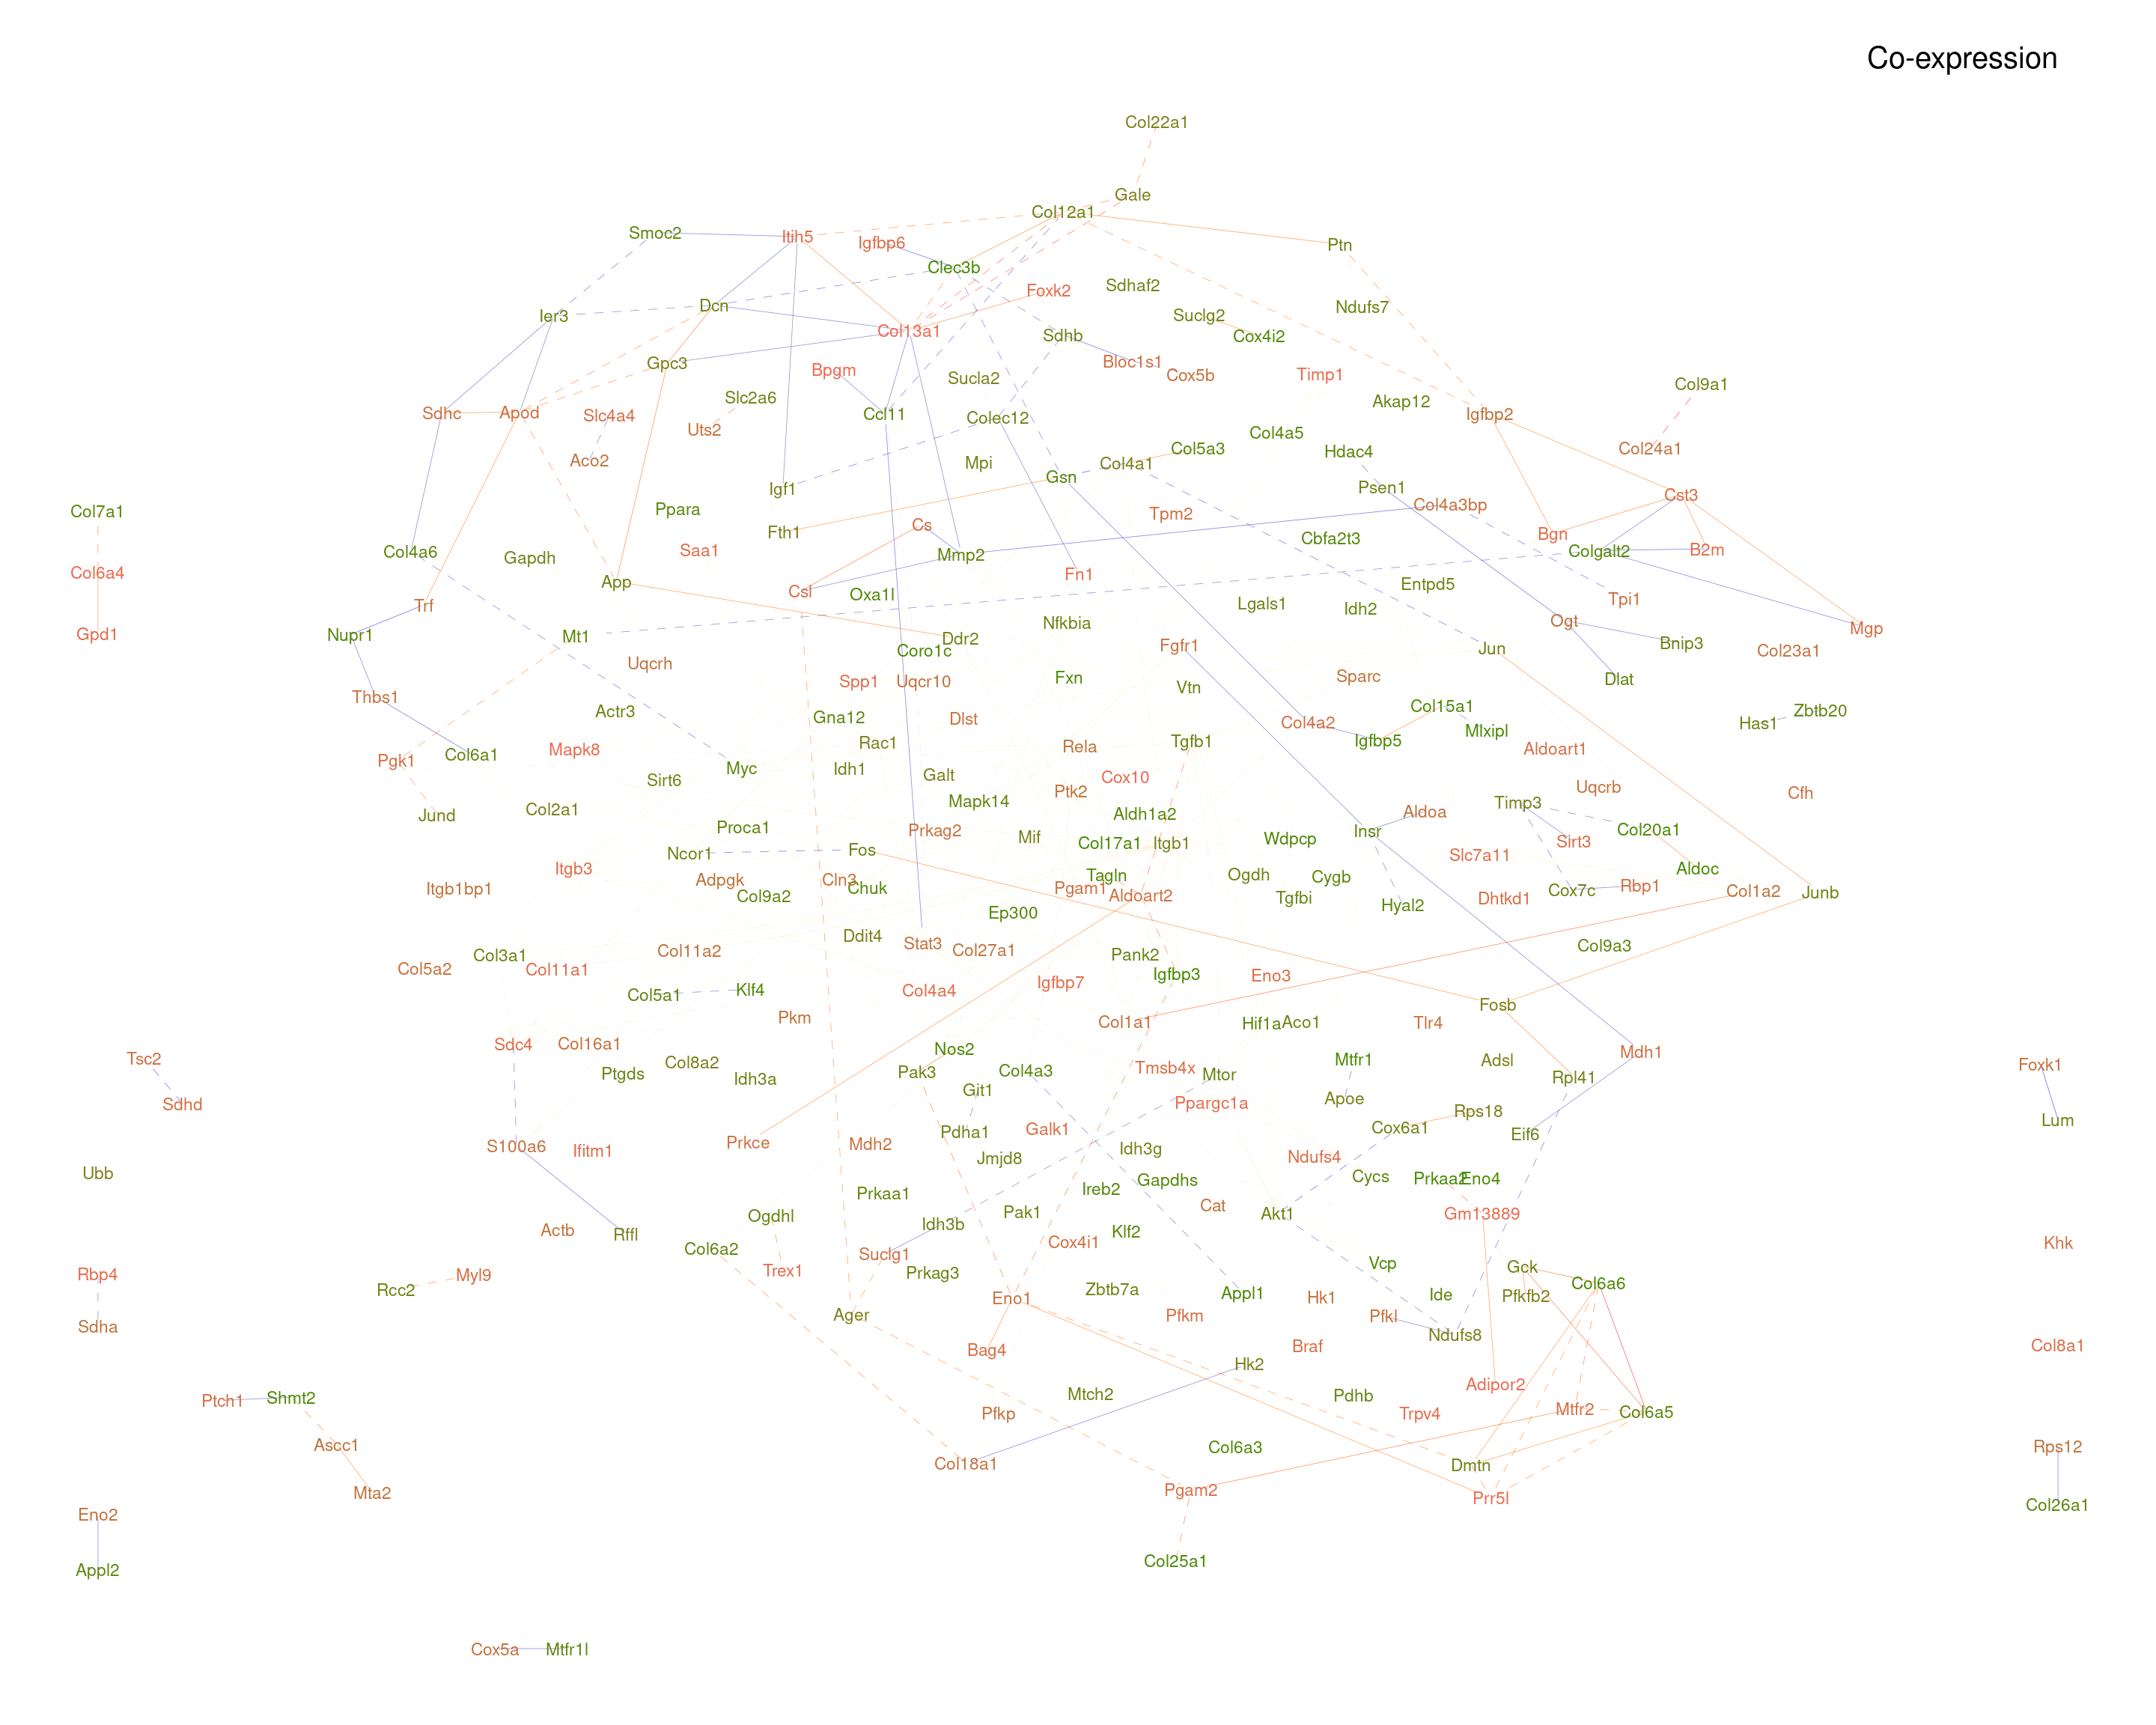 Co-expression
Col22a1
Gale
Col12a1
Smoc2
Itih5
Igfbp6
Ptn
Clec3b
Sdhaf2
Foxk2
Dcn
Ndufs7
Ier3
Suclg2
Col13a1
Sdhb
Cox4i2
Gpc3
Bloc1s1
Bpgm
Cox5b
Timp1
Sucla2
Col9a1
Slc2a6
Akap12
Sdhc
Apod
Slc4a4
Ccl11
Colec12
Igfbp2
Uts2
Col4a5
Col5a3
Col24a1
Hdac4
Aco2
Mpi
Col4a1
Gsn
Igf1
Psen1
Cst3
Col4a3bp
Col7a1
Ppara
Tpm2
Cs
Fth1
Bgn
Cbfa2t3
Saa1
Col4a6
Colgalt2
B2m
Gapdh
Mmp2
Col6a4
Fn1
App
Entpd5
Csl
Oxa1l
Tpi1
Trf
Lgals1
Idh2
Nfkbia
Ogt
Mgp
Gpd1
Nupr1
Mt1
Ddr2
Bnip3
Fgfr1
Jun
Coro1c
Col23a1
Uqcrh
Fxn
Sparc
Dlat
Spp1
Uqcr10
Vtn
Thbs1
Col15a1
Actr3
Zbtb20
Gna12
Dlst
Col4a2
Has1
Mlxipl
Rac1
Tgfb1
Igfbp5
Mapk8
Rela
Aldoart1
Col6a1
Pgk1
Myc
Idh1
Galt
Cox10
Sirt6
Uqcrb
Ptk2
Cfh
Mapk14
Timp3
Col2a1
Jund
Aldh1a2
Aldoa
Proca1
Prkag2
Insr
Col20a1
Mif
Col17a1
Itgb1
Wdpcp
Sirt3
Ncor1
Fos
Slc7a11
Itgb3
Aldoc
Tagln
Ogdh
Cygb
Adpgk
Cln3
Chuk
Pgam1
Itgb1bp1
Cox7c
Rbp1
Col1a2
Junb
Col9a2
Aldoart2
Tgfbi
Dhtkd1
Hyal2
Ep300
Ddit4
Stat3
Col9a3
Col11a2
Col27a1
Col3a1
Pank2
Col5a2
Col11a1
Igfbp3
Eno3
Igfbp7
Col5a1
Klf4
Col4a4
Fosb
Pkm
Col1a1
Hif1a
Aco1
Tlr4
Sdc4
Col16a1
Nos2
Mdh1
Tsc2
Col8a2
Mtfr1
Adsl
Foxk1
Ptgds
Pak3
Col4a3
Tmsb4x
Mtor
Idh3a
Rpl41
Git1
Sdhd
Ppargc1a
Apoe
Rps18
Lum
Cox6a1
Galk1
Pdha1
Eif6
S100a6
Ifitm1
Prkce
Mdh2
Idh3g
Jmjd8
Ndufs4
Ubb
Gapdhs
Cycs
Prkaa2
Eno4
Ireb2
Prkaa1
Cat
Ogdhl
Pak1
Akt1
Gm13889
Idh3b
Actb
Rffl
Klf2
Cox4i1
Khk
Col6a2
Suclg1
Vcp
Gck
Rbp4
Myl9
Trex1
Prkag3
Col6a6
Rcc2
Zbtb7a
Appl1
Ide
Pfkfb2
Eno1
Hk1
Sdha
Ager
Pfkm
Pfkl
Ndufs8
Braf
Col8a1
Bag4
Hk2
Adipor2
Mtch2
Pdhb
Ptch1
Shmt2
Mtfr2
Col6a5
Pfkp
Trpv4
Ascc1
Col6a3
Rps12
Col18a1
Dmtn
Mta2
Pgam2
Prr5l
Col26a1
Eno2
Col25a1
Appl2
Cox5a
Mtfr1l